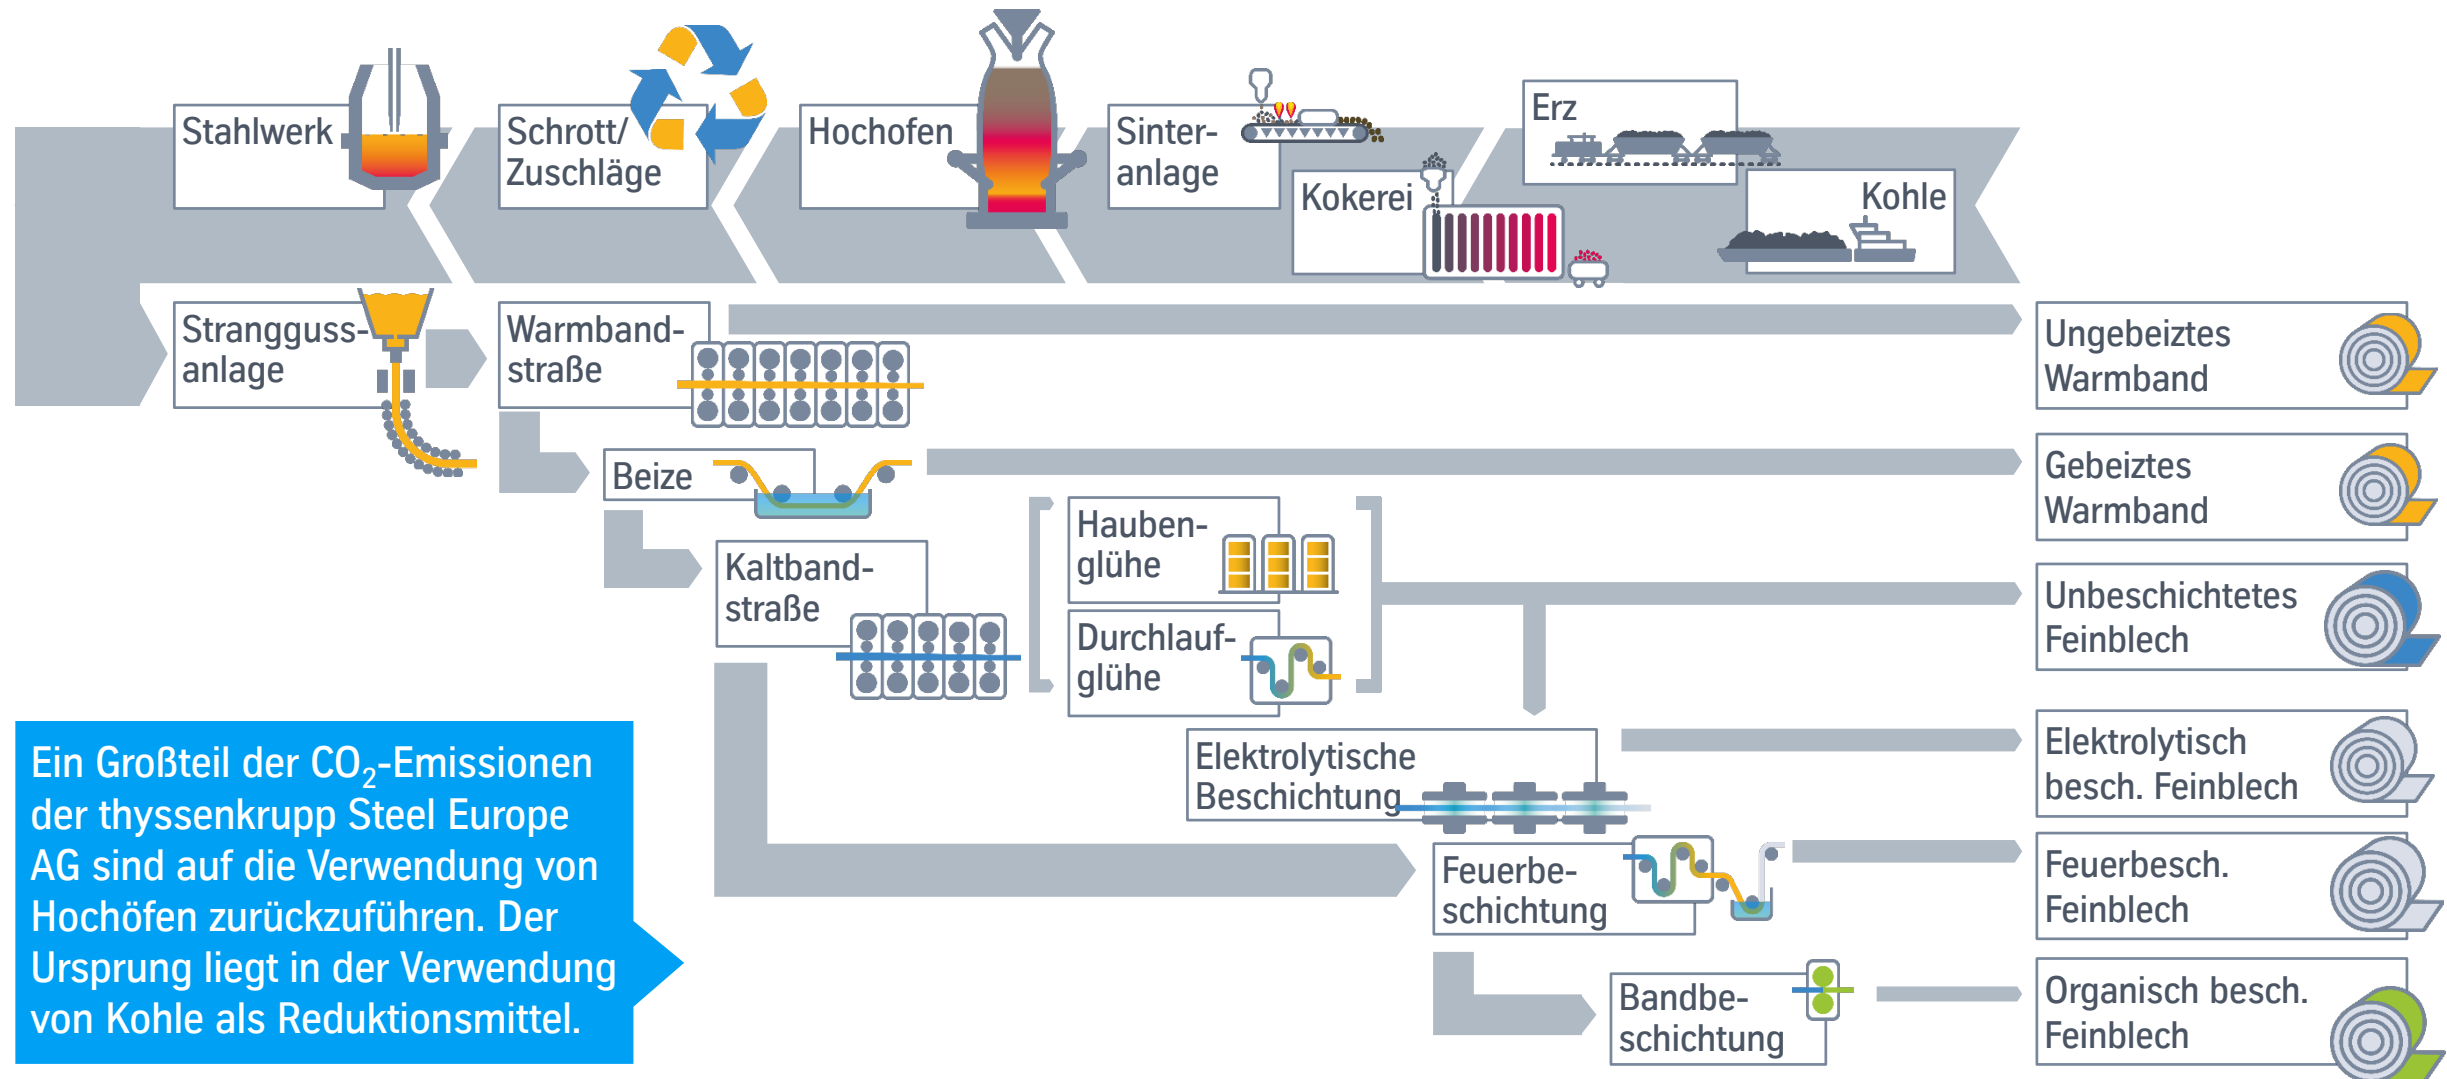 Stahlwerk
Schrott/
Zuschläge
Hochofen
Sinter-
anlage
Kokerei
Erz
Kohle
Strangguss-
anlage
Warmband-
straße
Ungebeiztes
Warmband
Beize
Gebeiztes
Warmband
Kaltband-
straße
Hauben-
glühe
Durchlauf-
glühe
Unbeschichtetes
Feinblech
Elektrolytische
Beschichtung
Elektrolytisch
besch. Feinblech
Feuerbe-
schichtung
Feuerbesch.
Feinblech
Bandbe-
schichtung
Organisch besch.
Feinblech
Ein Großteil der CO₂-Emissionen
der thyssenkrupp Steel Europe
AG sind auf die Verwendung von
Hochöfen zurückzuführen. Der
Ursprung liegt in der Verwendung
von Kohle als Reduktionsmittel.